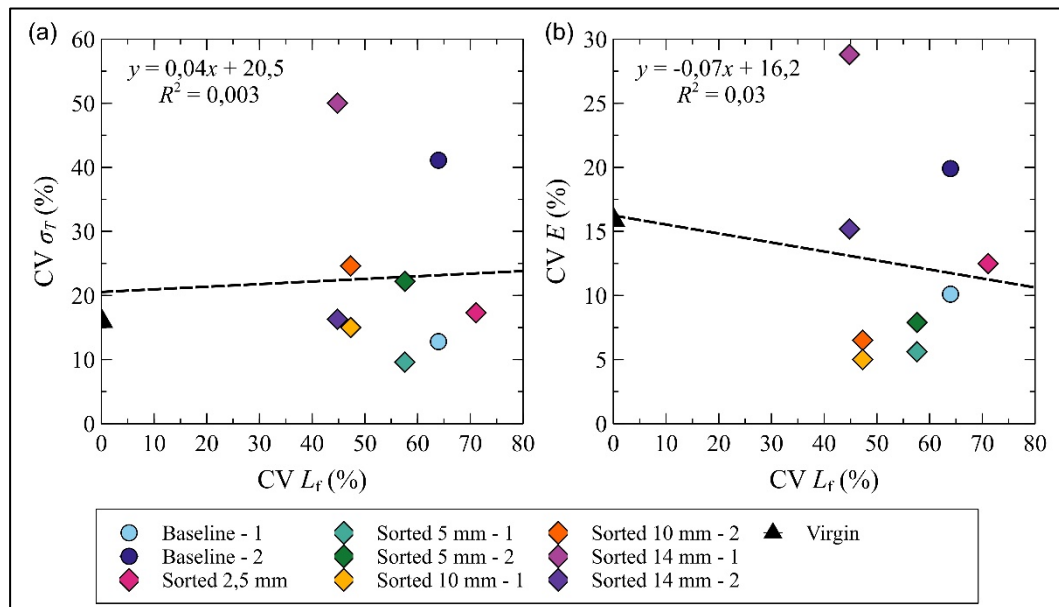 (a)
y = 0,04x + 20,5
R² = 0,003
60
50
40
30
20
10
0
CV σT (%)
0 10 20 30 40 50 60 70 80
CV Lf (%)
(b)
y = -0,07x + 16,2
R² = 0,03
30
25
20
15
10
5
0
CV E (%)
0 10 20 30 40 50 60 70 80
CV Lf (%)
Baseline - 1
Baseline - 2
Sorted 2,5 mm
Sorted 5 mm - 1
Sorted 5 mm - 2
Sorted 10 mm - 1
Sorted 10 mm - 2
Sorted 14 mm - 1
Sorted 14 mm - 2
Virgin